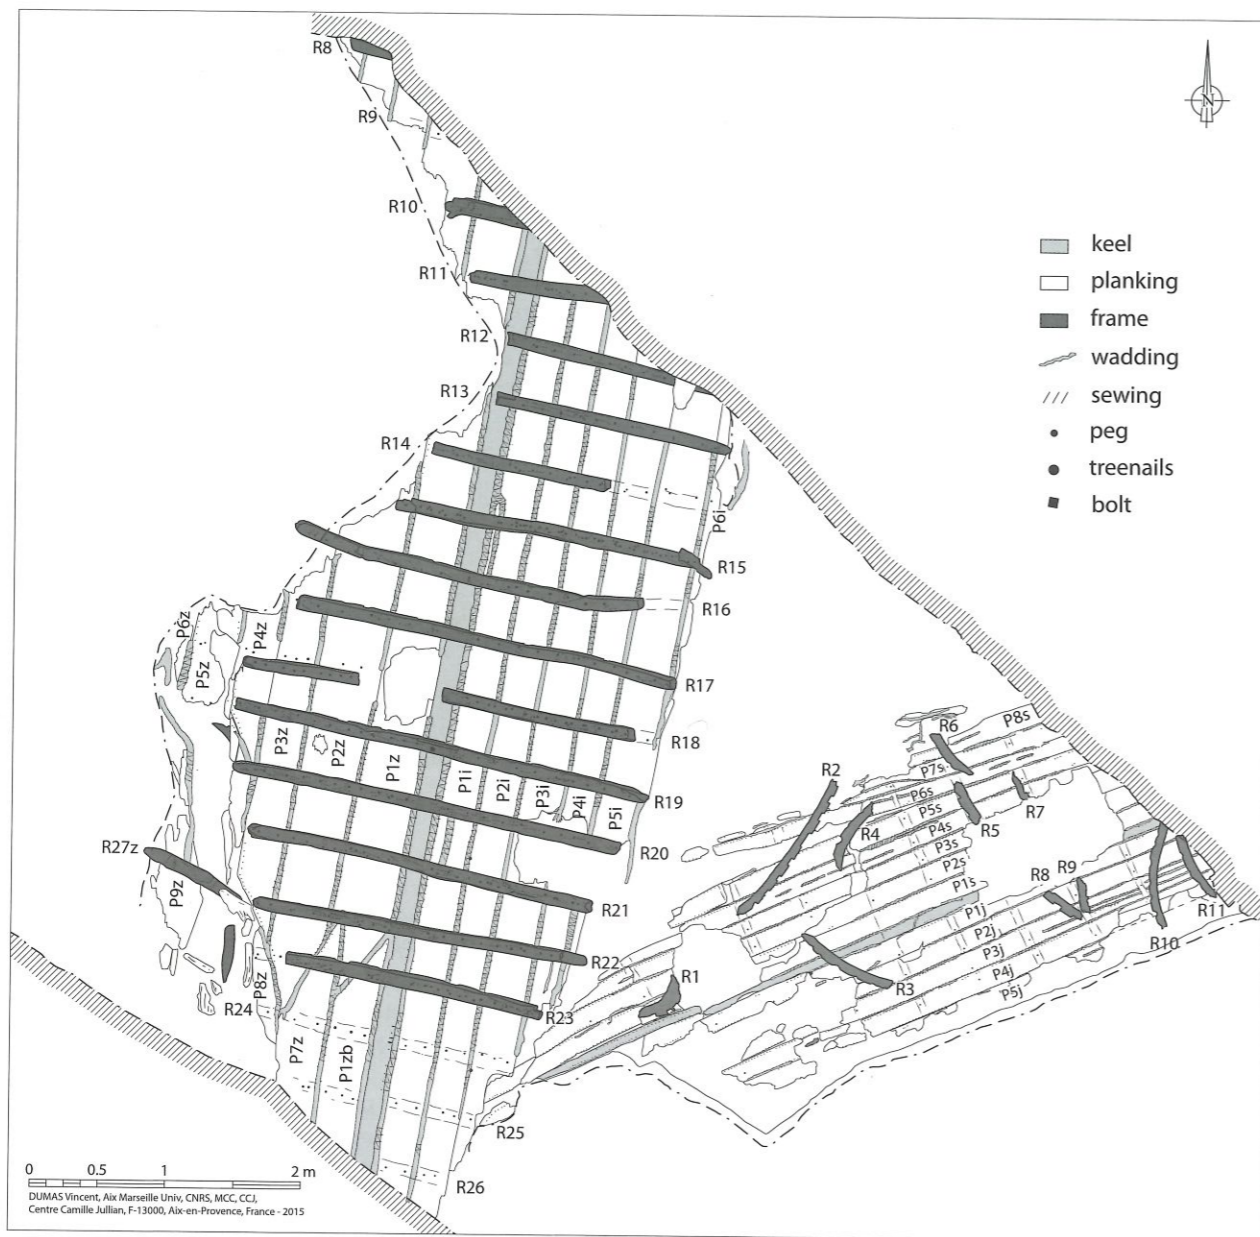 R8
R9
N
R10
R11
R12
R13
R14
keel
planking
frame
wadding
sewing
peg
treenails
bolt
P6i
R15
R16
P6z
P5z
P4z
R17
R18
P3z
P2z
P1z
P1i
P2i
P3i
P4i
P5i
R19
R20
R27z
P9z
R21
R22
R23
R24
P8z
P7z
P1zb
R25
R26
R6
P8s
P7s
R2
P6s
P5s
R7
R4
R5
P4s
P3s
P2s
P1s
R8
R9
R11
R10
P1j
P2j
P3j
P4j
P5j
R3
R1
0 0.5 1 2 m
DUMAS Vincent, Aix Marseille Univ, CNRS, MCC, CCJ,
Centre Camille Jullian, F-13000, Aix-en-Provence, France - 2015